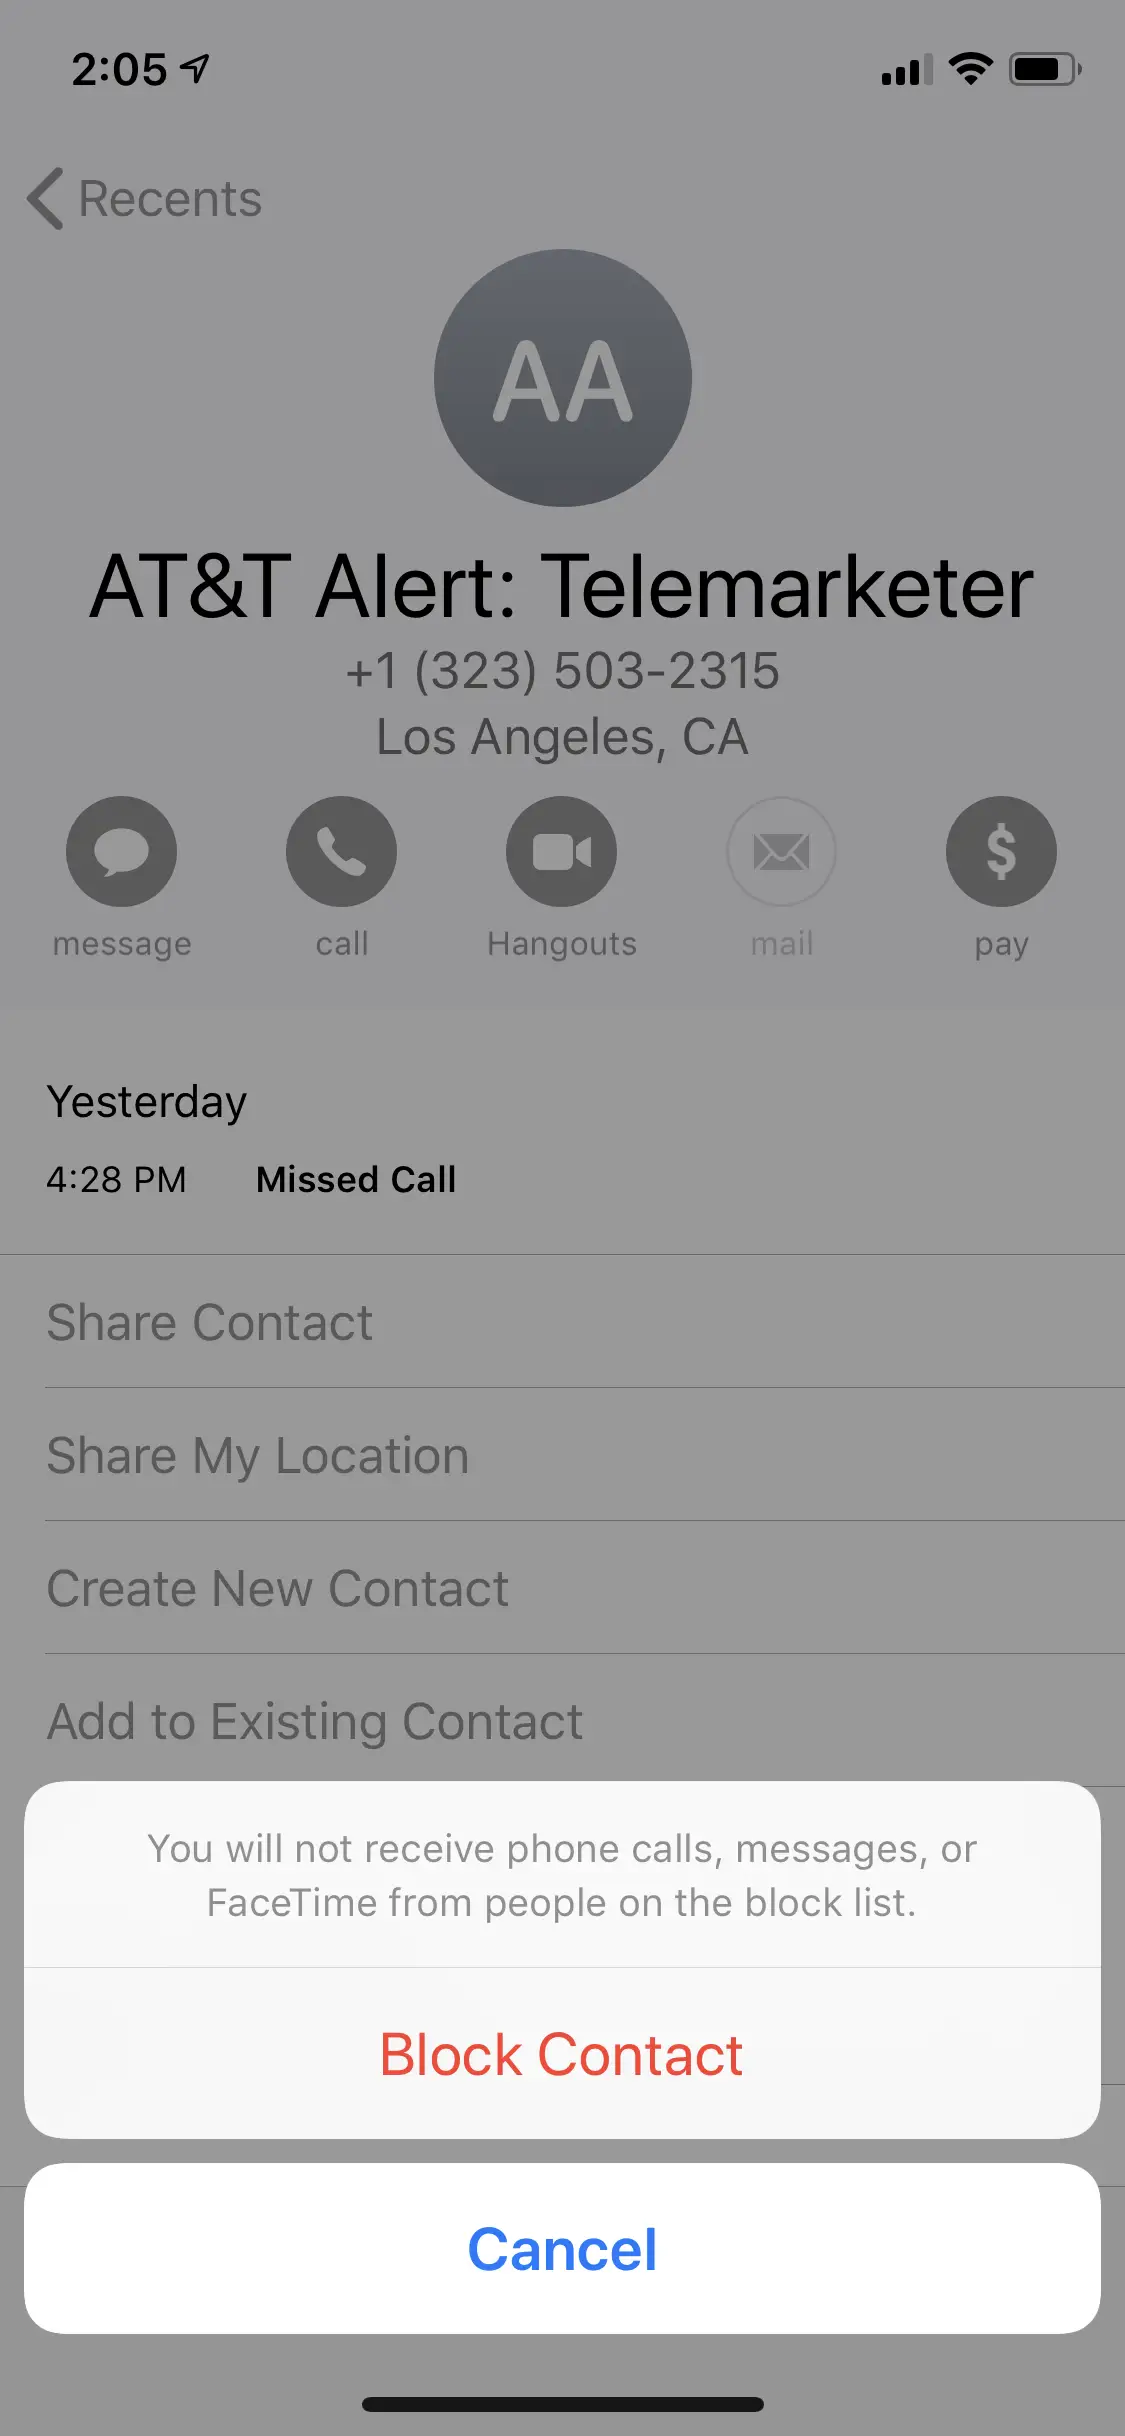 2:05
Recents
AA
AT&T Alert: Telemarketer
+1 (323) 503-2315
Los Angeles, CA
message call Hangouts mail pay
Yesterday
4:28 PM Missed Call
Share Contact
Share My Location
Create New Contact
Add to Existing Contact
You will not receive phone calls, messages, or
FaceTime from people on the block list.
Block Contact
Cancel